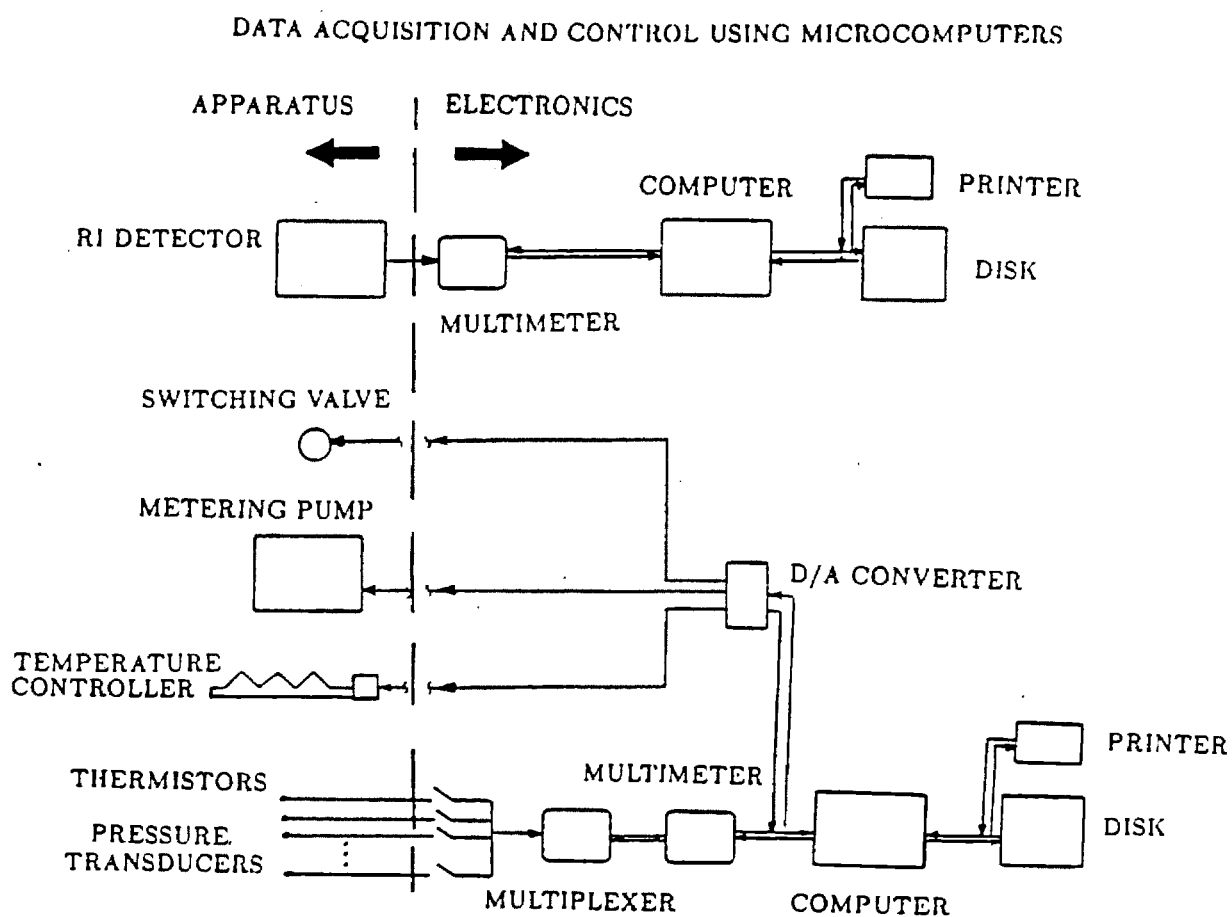 DATA ACQUISITION AND CONTROL USING MICROCOMPUTERS
APPARATUS
ELECTRONICS
COMPUTER
PRINTER
RI DETECTOR
DISK
MULTIMETER
SWITCHING VALVE
METERING PUMP
D/A CONVERTER
TEMPERATURE
CONTROLLER
PRINTER
MULTIMETER
THERMISTORS
DISK
PRESSURE.
TRANSDUCERS
MULTIPLEXER
COMPUTER